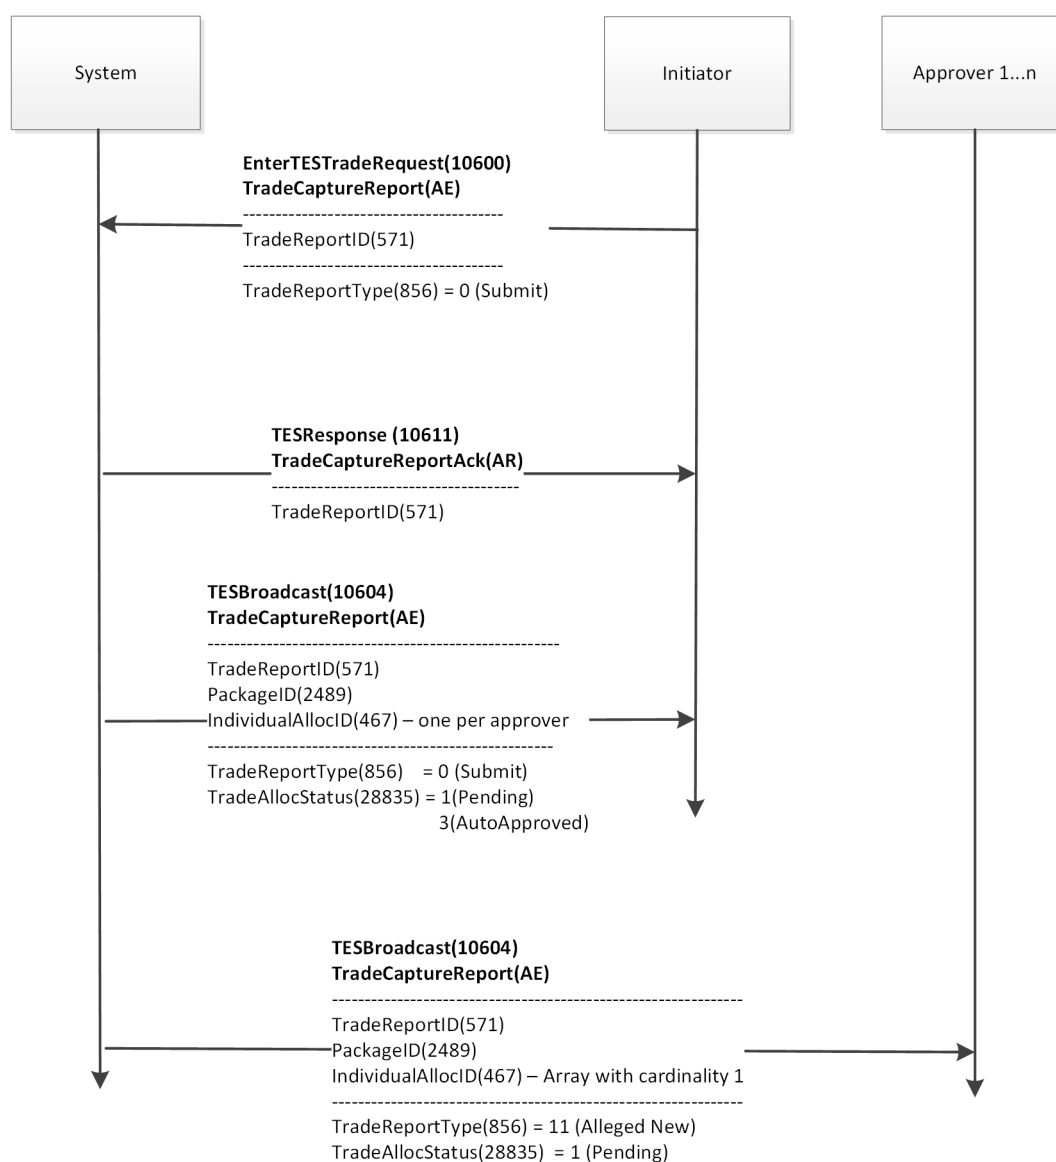 System
Initiator
Approver 1...n
EnterTESTradeRequest(10600)
TradeCaptureReport(AE)
----------------------------------------
TradeReportID(571)
----------------------------------------
TradeReportType(856) = 0 (Submit)
TESResponse (10611)
TradeCaptureReportAck(AR)
--------------------------------------
TradeReportID(571)
TESBroadcast(10604)
TradeCaptureReport(AE)
------------------------------------------------------
TradeReportID(571)
PackageID(2489)
IndividualAllocID(467) – one per approver
-----------------------------------------------------
TradeReportType(856) = 0 (Submit)
TradeAllocStatus(28835) = 1(Pending)
3(AutoApproved)
TESBroadcast(10604)
TradeCaptureReport(AE)
---------------------------------------------------------------
TradeReportID(571)
PackageID(2489)
IndividualAllocID(467) – Array with cardinality 1
---------------------------------------------------------------
TradeReportType(856) = 11 (Alleged New)
TradeAllocStatus(28835) = 1 (Pending)